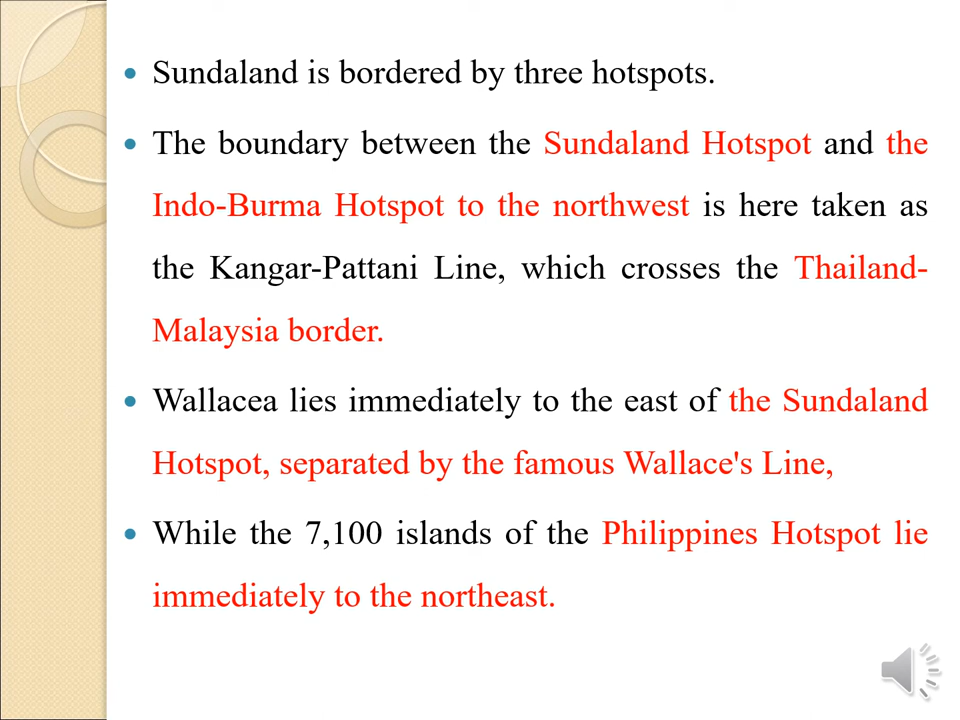 Sundaland is bordered by three hotspots.
The boundary between the Sundaland Hotspot and the
Indo-Burma Hotspot to the northwest is here taken as
the Kangar-Pattani Line, which crosses the Thailand-
Malaysia border.
Wallacea lies immediately to the east of the Sundaland
Hotspot, separated by the famous Wallace's Line,
While the 7,100 islands of the Philippines Hotspot lie
immediately to the northeast.